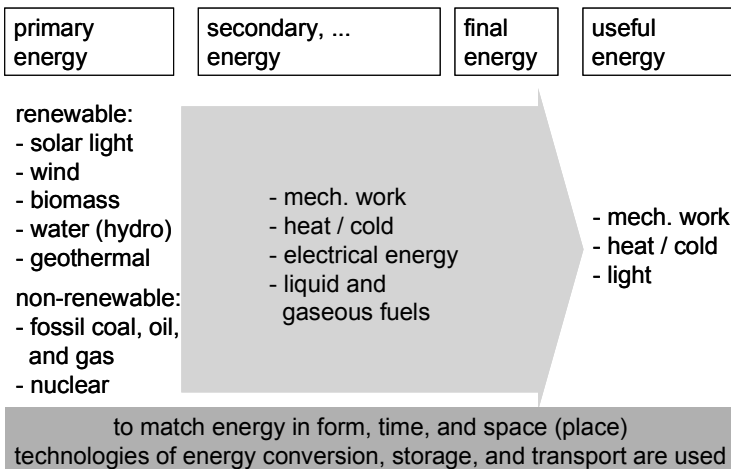 primary
energy
secondary, ...
energy
final
energy
useful
energy
renewable:
- solar light
- wind
- biomass
- water (hydro)
- geothermal
non-renewable:
- fossil coal, oil,
and gas
- nuclear
- mech. work
- heat / cold
- electrical energy
- liquid and
gaseous fuels
- mech. work
- heat / cold
- light
to match energy in form, time, and space (place)
technologies of energy conversion, storage, and transport are used